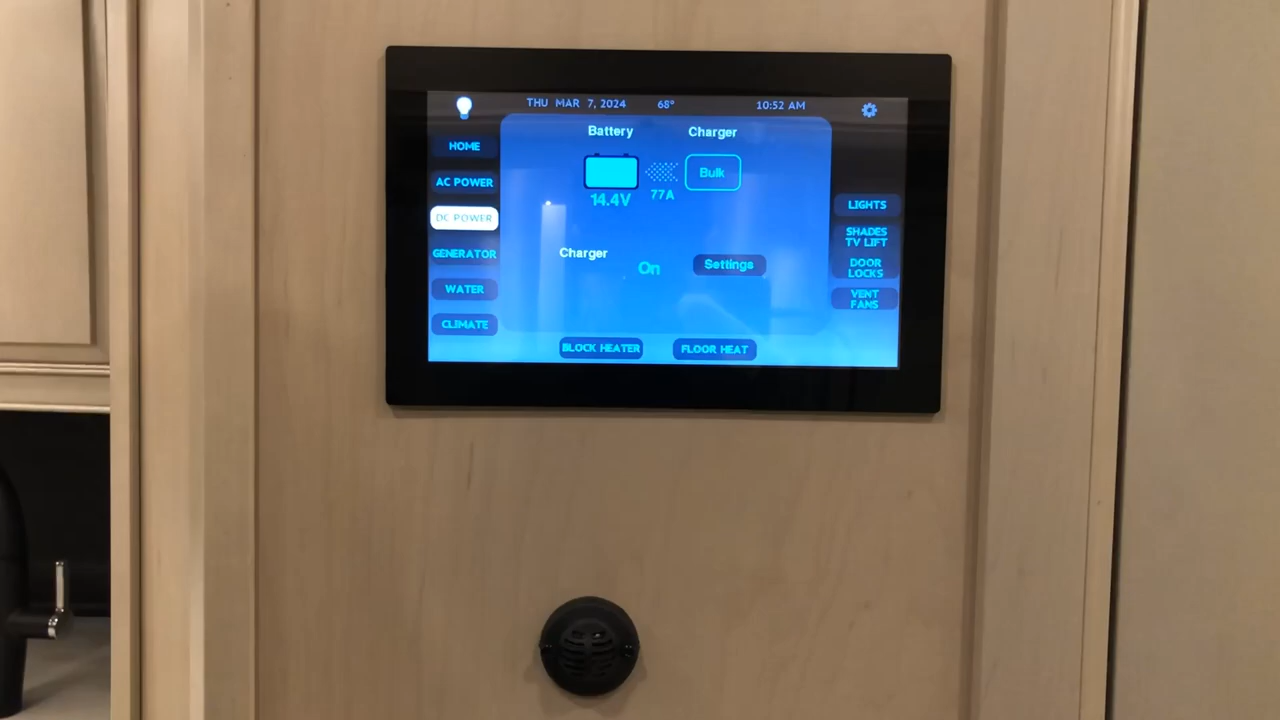 THU MAR 7, 2024 68° 10:52 AM
HOME
AC POWER
DC POWER
GENERATOR
WATER
CLIMATE
Battery Charger
Bulk
14.4V 77A
Charger On Settings
LIGHTS
SHADES
TV LIFT
DOOR
LOCKS
VENT
FANS
BLOCK HEATER FLOOR HEAT